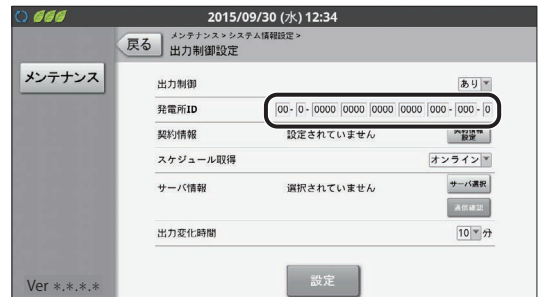 2015/09/30 (水) 12:34
戻る
メンテナンス > システム情報設定 >
出力制御設定
メンテナンス
出力制御 あり
発電所ID 00 - 0 - 0000 0000 0000 0000 000 - 000 - 0
契約情報 設定されていません 契約情報
設定
スケジュール取得 オンライン
サーバ情報 選択されていません サーバ選択
通信確認
出力変化時間 10 分
設定
Ver *.*.*.*